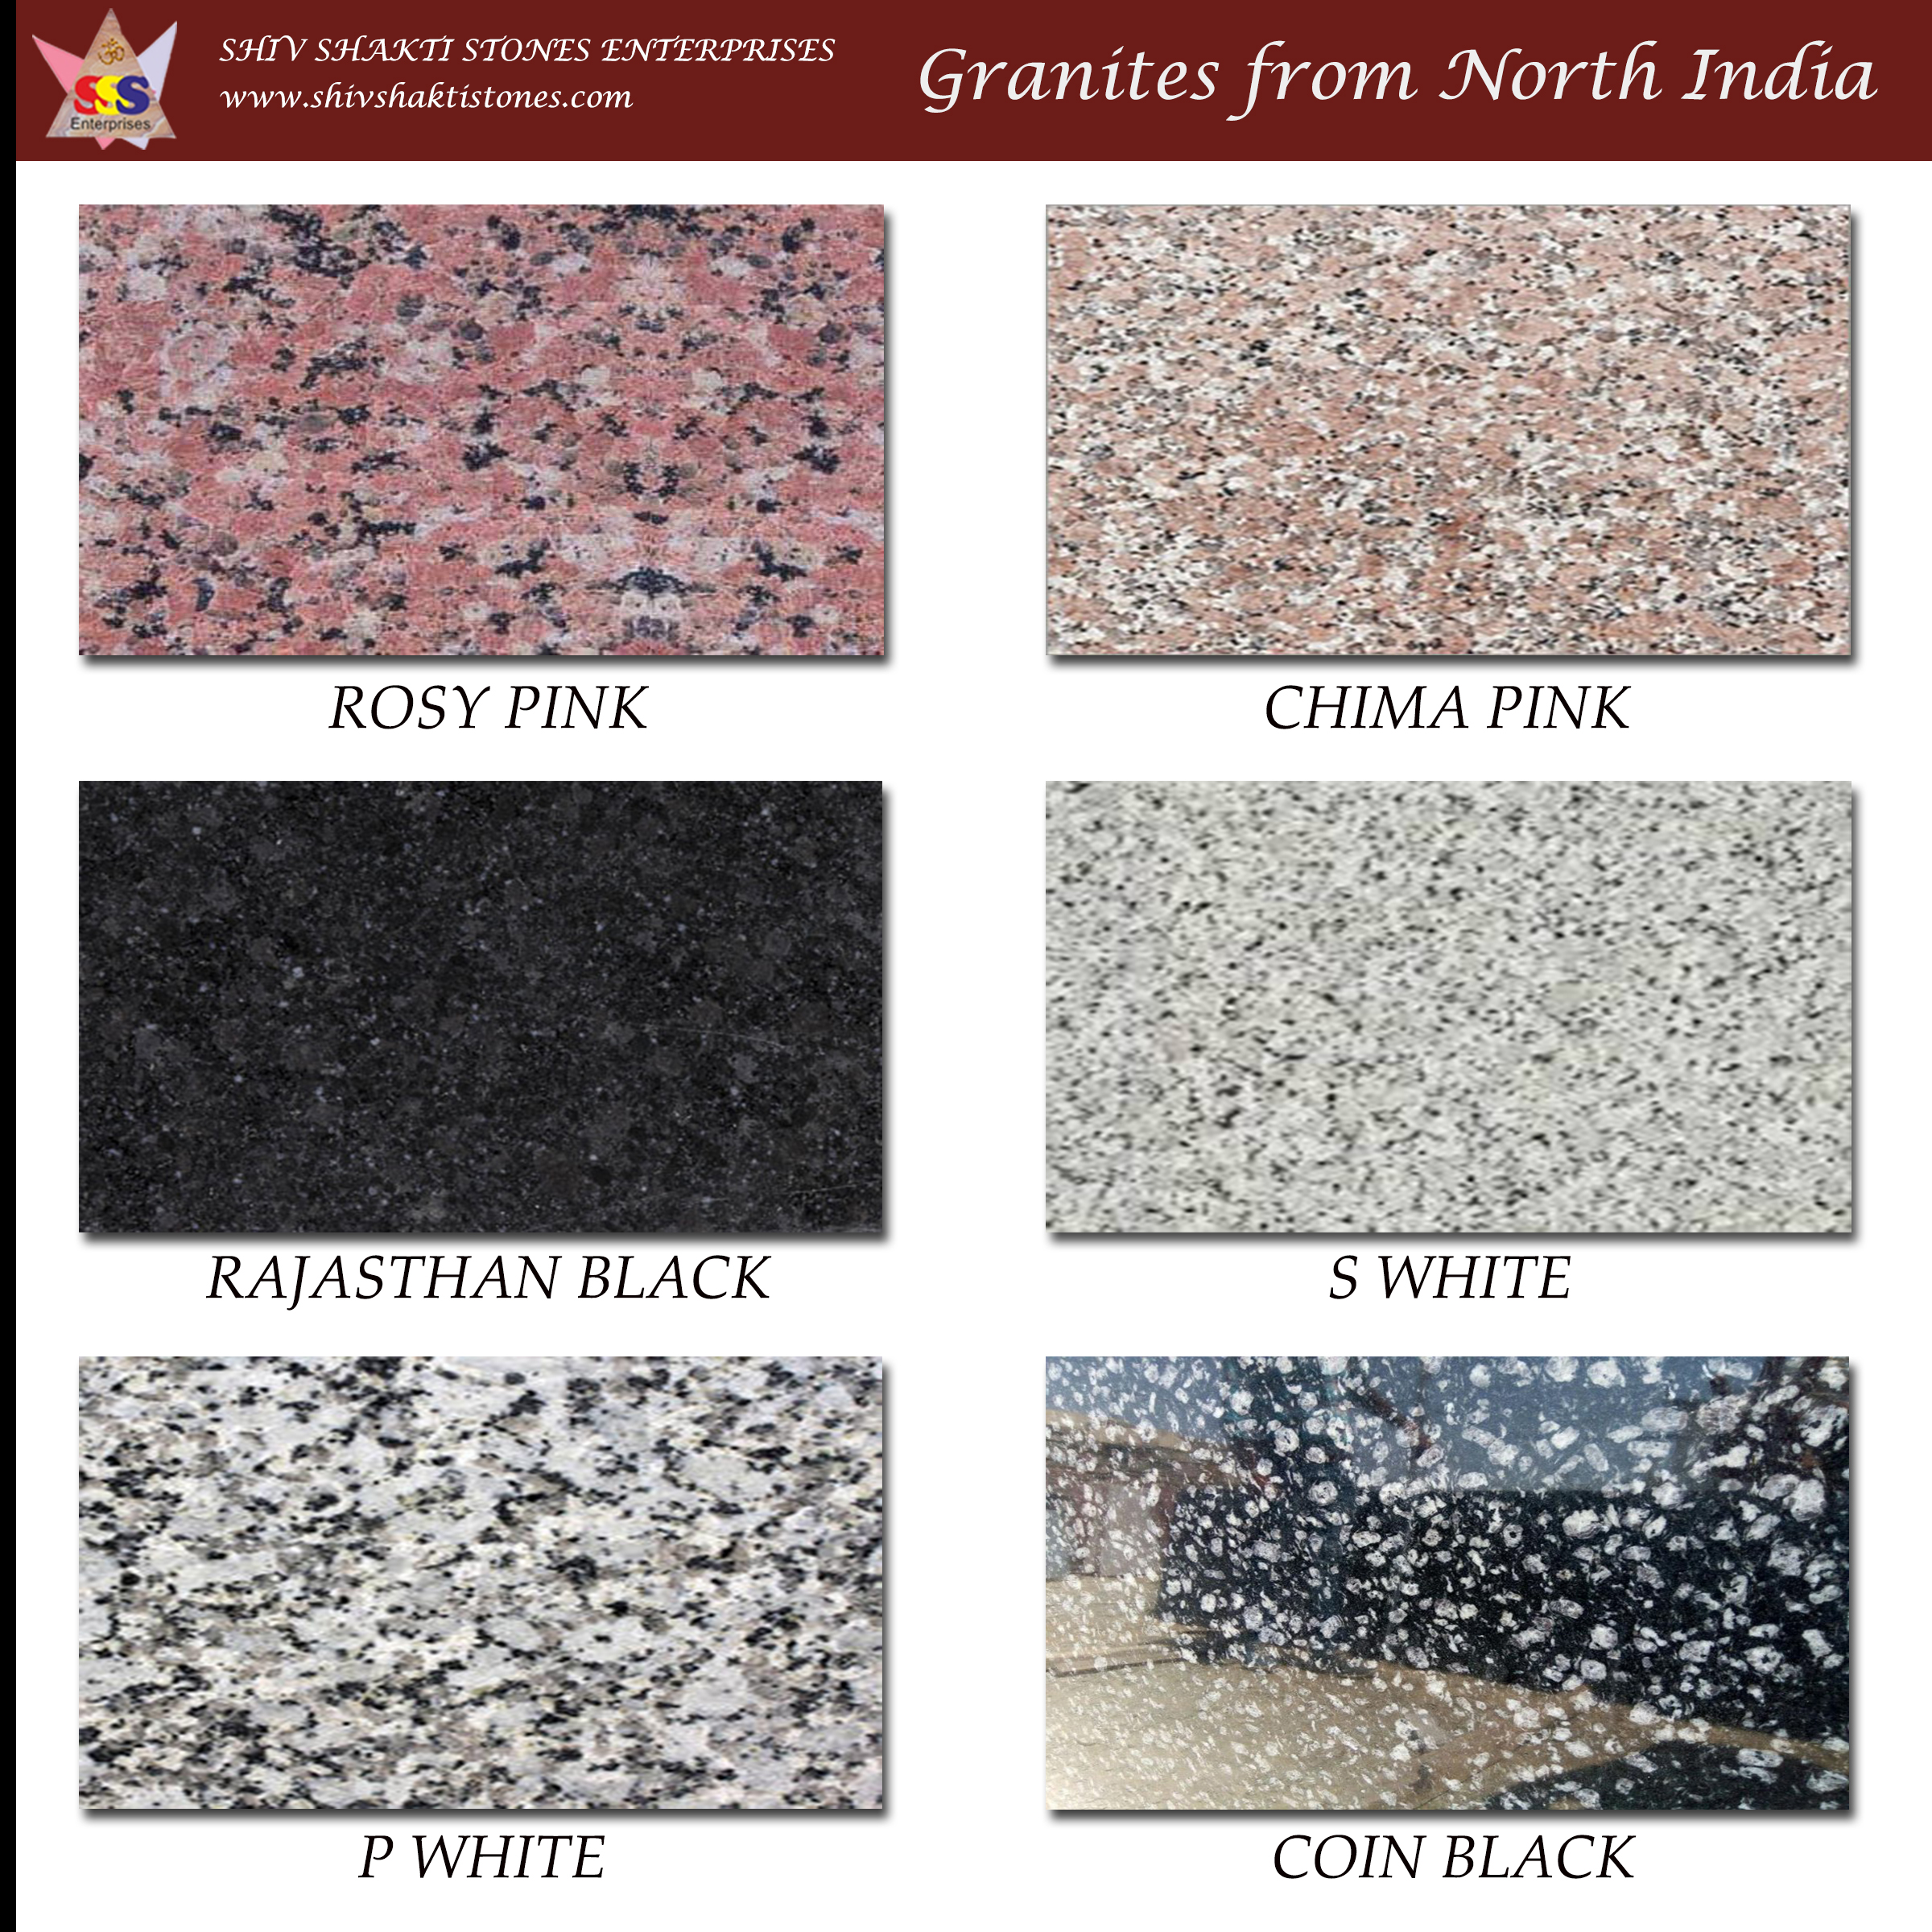 SSS
Enterprises
SHIV SHAKTI STONES ENTERPRISES
www.shivshaktistones.com
Granites from North India
ROSY PINK
CHIMA PINK
RAJASTHAN BLACK
S WHITE
P WHITE
COIN BLACK